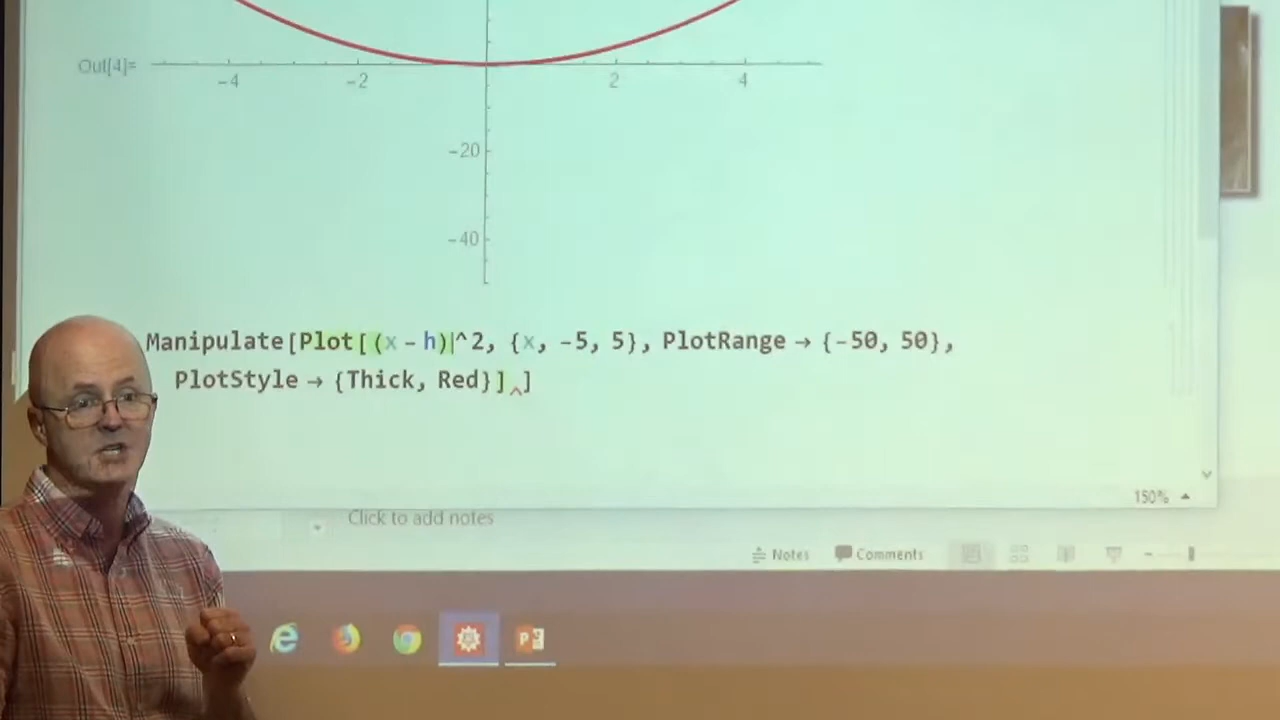 Out[4]=
-4 -2 2 4
-20
-40
Manipulate[Plot[(x - h)^2, {x, -5, 5}, PlotRange → {-50, 50},
PlotStyle → {Thick, Red}] ]
150%
Click to add notes
Notes Comments